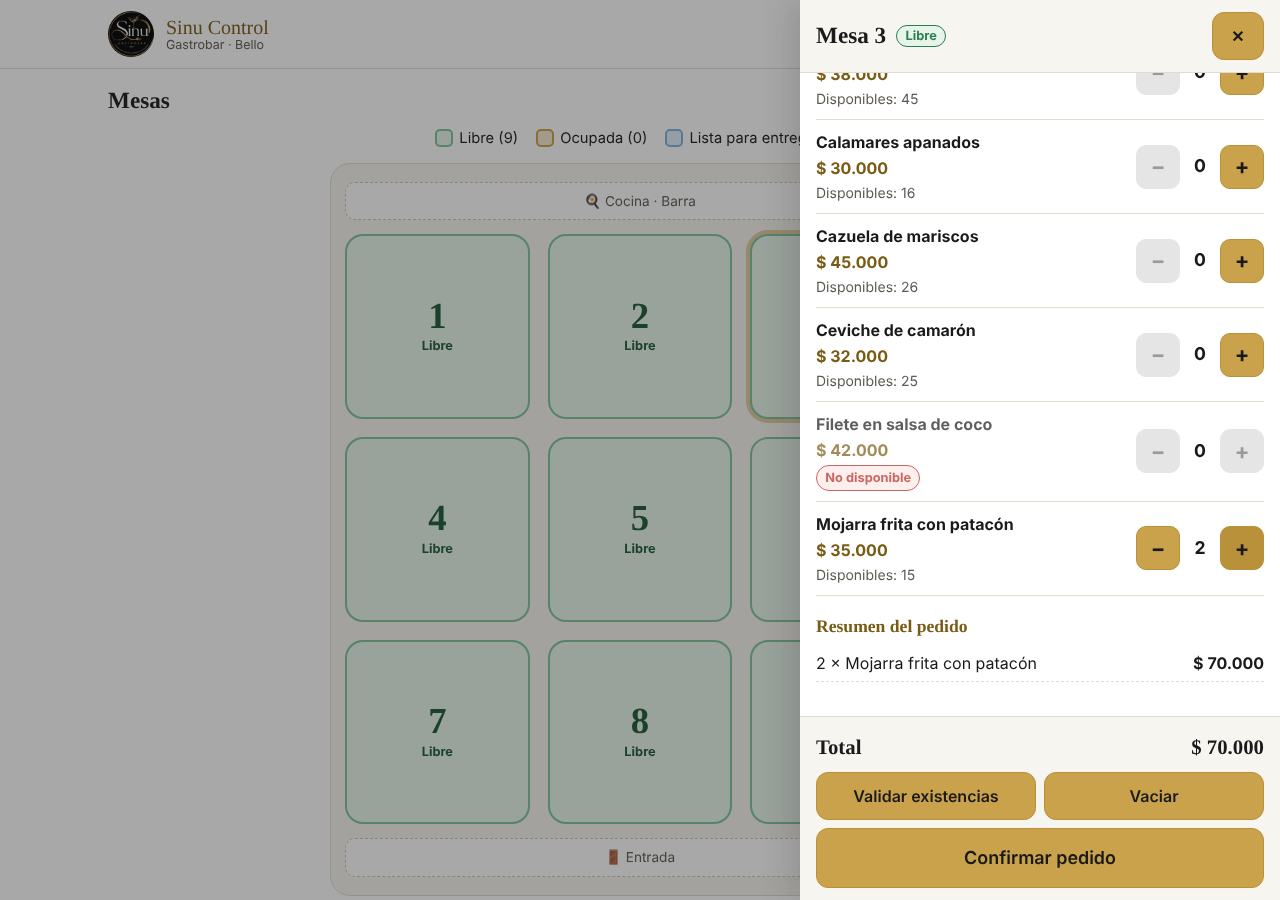 Sinu
Sinu Control
Gastrobar · Bello
Mesas
Libre (9)
Ocupada (0)
Lista para entreg
🍳 Cocina · Barra
1
Libre
2
Libre
4
Libre
5
Libre
7
Libre
8
Libre
🚪 Entrada
Mesa 3
Libre
×
$ 38.000
Disponibles: 45
−
0
+
Calamares apanados
$ 30.000
Disponibles: 16
−
0
+
Cazuela de mariscos
$ 45.000
Disponibles: 26
−
0
+
Ceviche de camarón
$ 32.000
Disponibles: 25
−
0
+
Filete en salsa de coco
$ 42.000
No disponible
−
0
+
Mojarra frita con patacón
$ 35.000
Disponibles: 15
−
2
+
Resumen del pedido
2 × Mojarra frita con patacón
$ 70.000
Total
$ 70.000
Validar existencias
Vaciar
Confirmar pedido